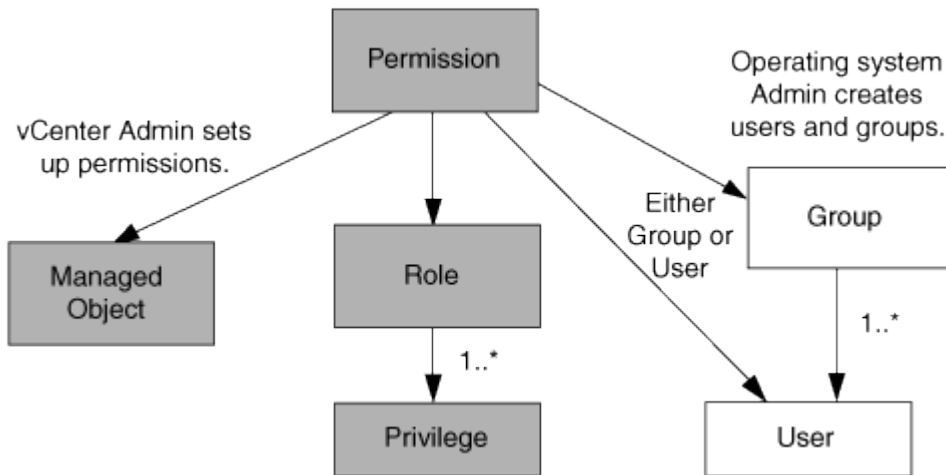 Permission
Operating system
Admin creates
users and groups.
vCenter Admin sets
up permissions.
Either
Group or
User
Group
Managed
Object
Role
1..*
1..*
Privilege
User